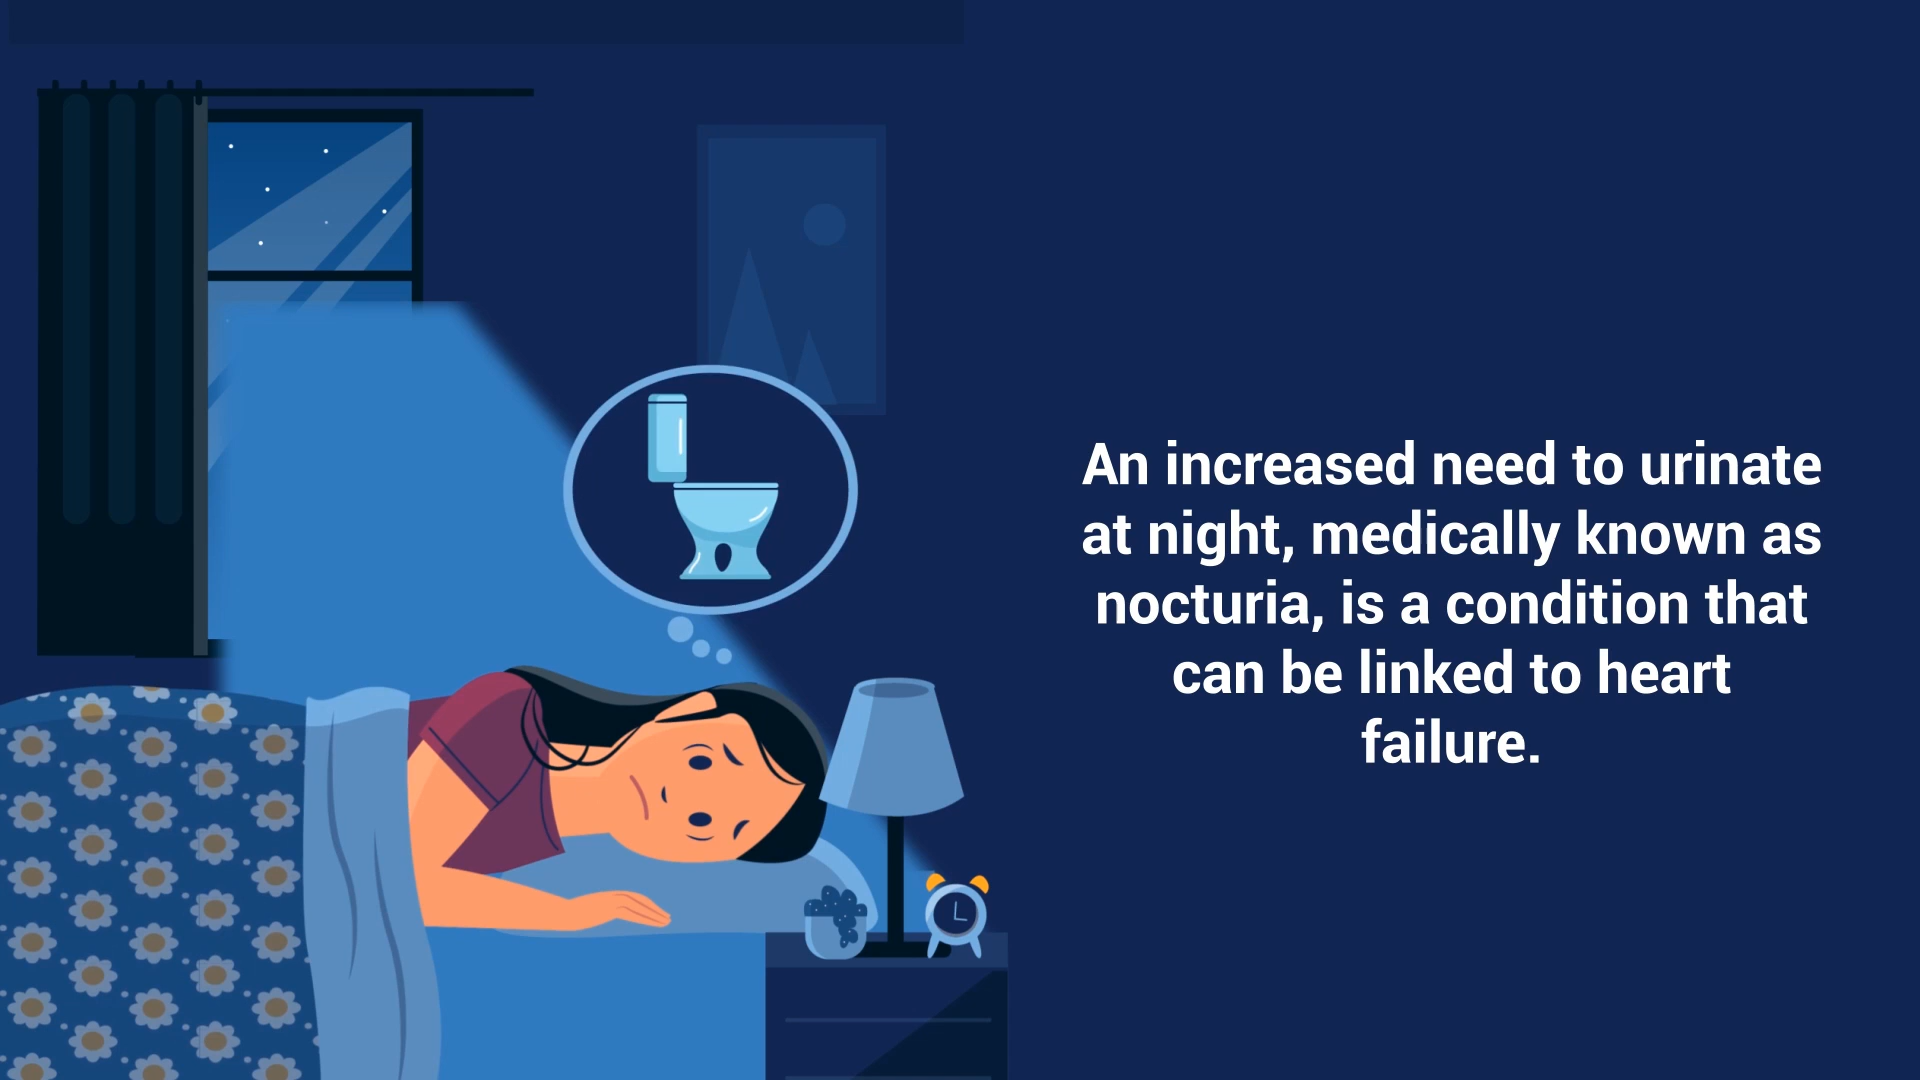 An increased need to urinate
at night, medically known as
nocturia, is a condition that
can be linked to heart
failure.